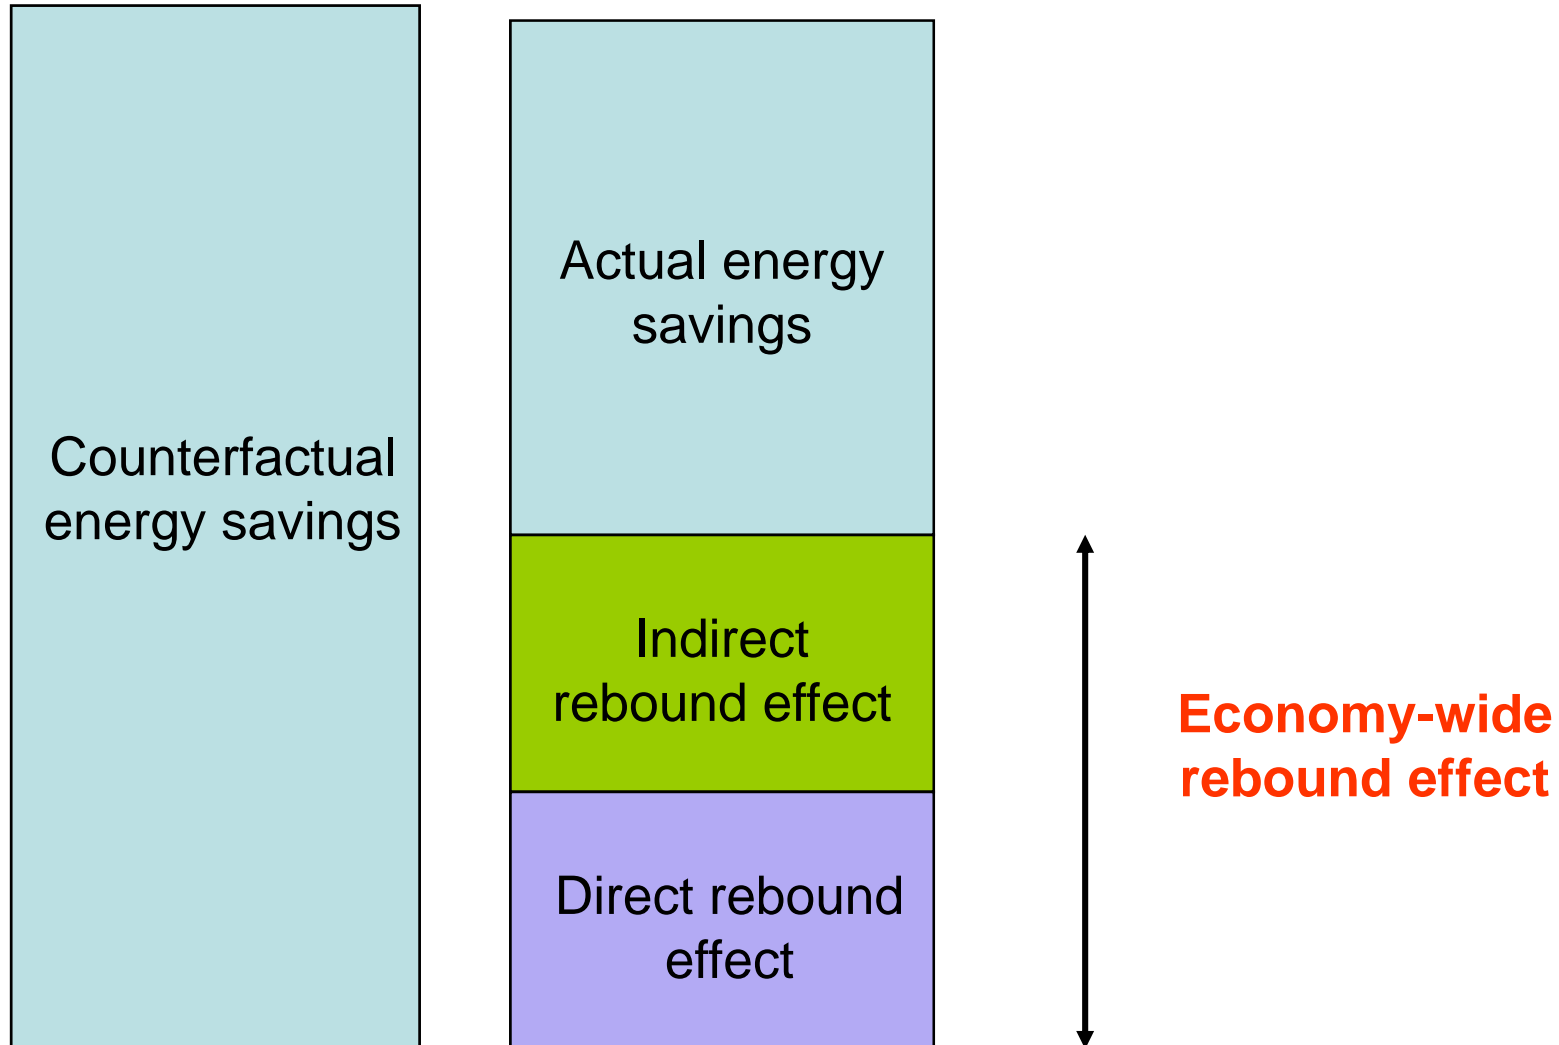 Counterfactual
energy savings
Actual energy
savings
Indirect
rebound effect
Direct rebound
effect
Economy-wide
rebound effect